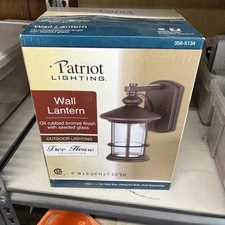 356-5134
Patriot
LIGHTING
Wall
Lantern
Oil rubbed bronze finish
with seeded glass
OUTDOOR LIGHTING
Tree House